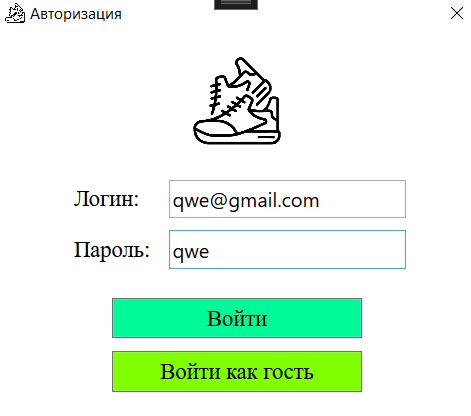 Авторизация
Логин: qwe@gmail.com
Пароль: qwe
Войти
Войти как гость